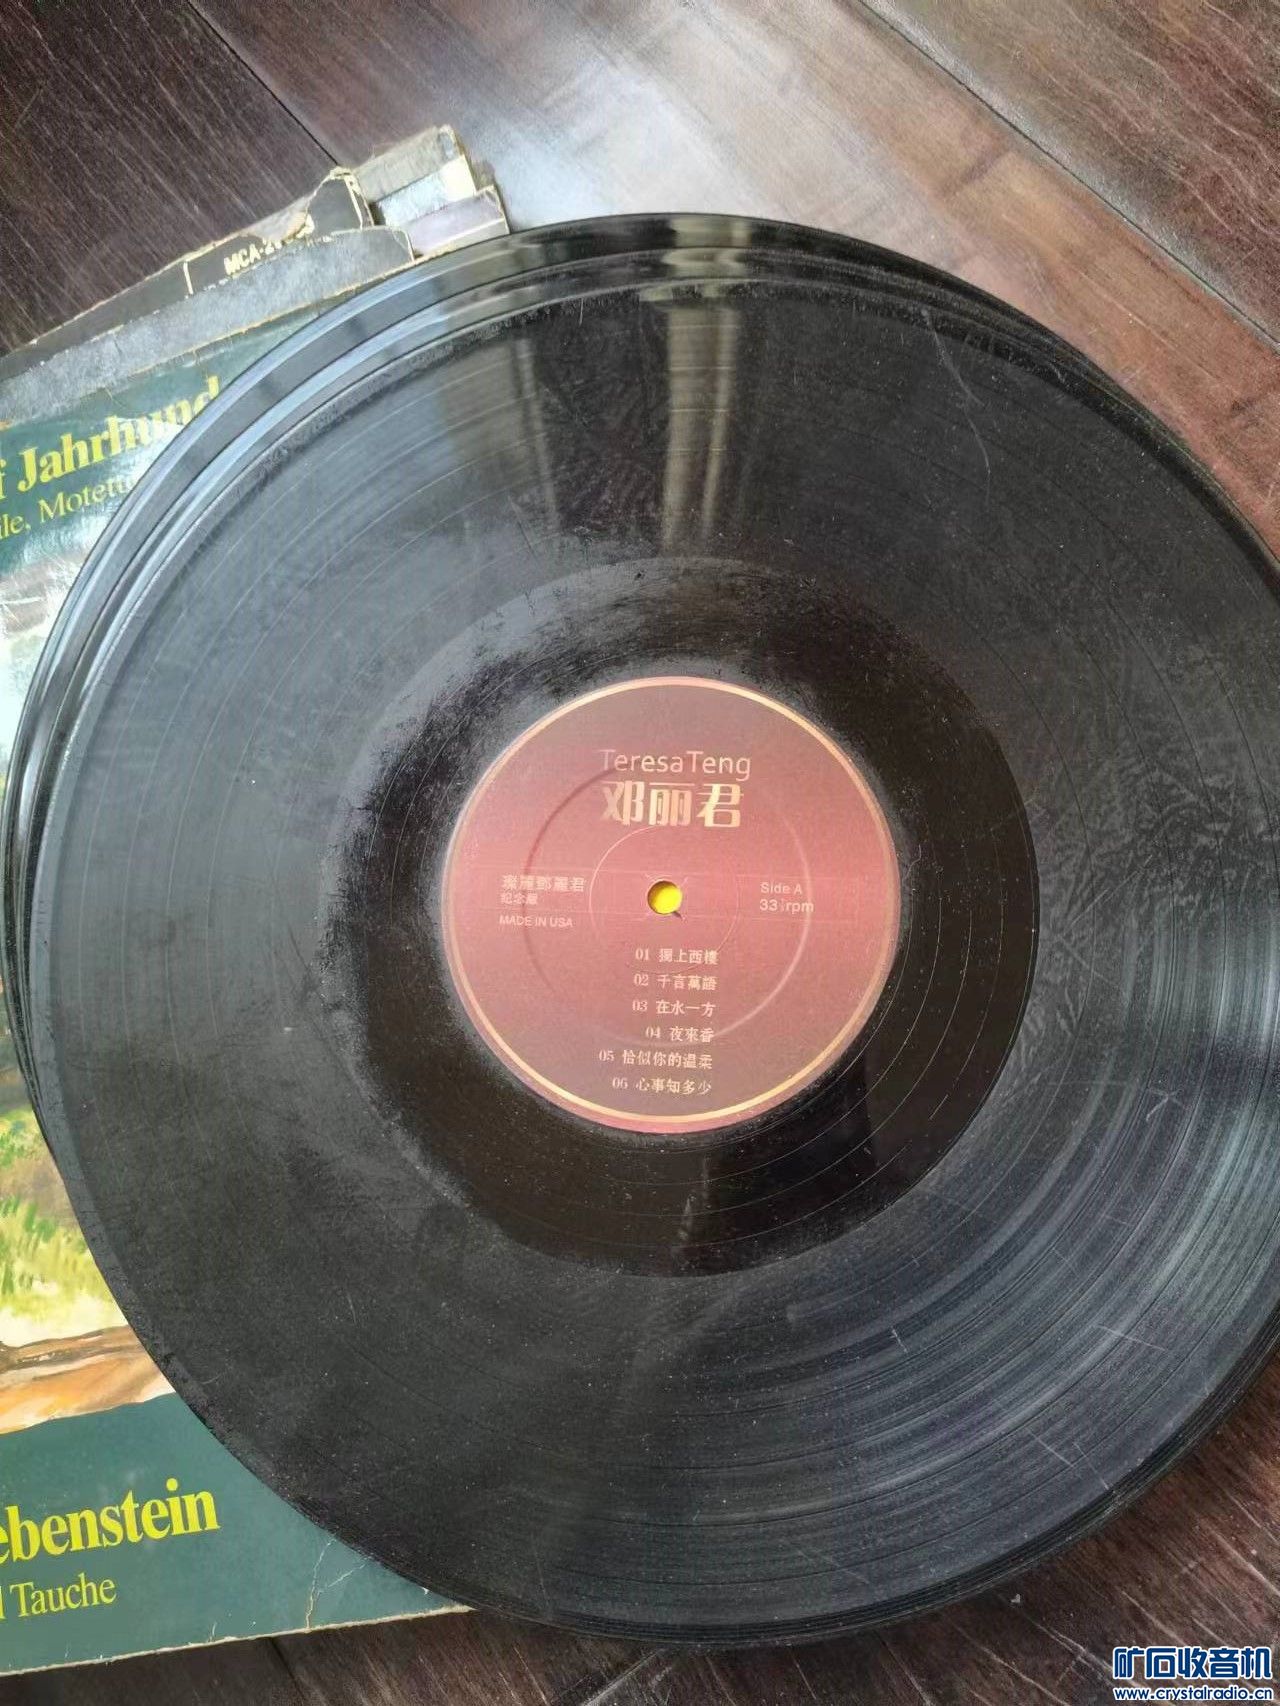 MCA-2
f Jahrhund
ile, Motett
TeresaTeng
邓丽君
璨麗鄧麗君
紀念版
MADE IN USA
Side A
33⅓rpm
01 獨上西樓
02 千言萬語
03 在水一方
04 夜來香
05 恰似你的溫柔
06 心事知多少
ebenstein
l Tauche
矿石收音机
www.crystalradio.cn